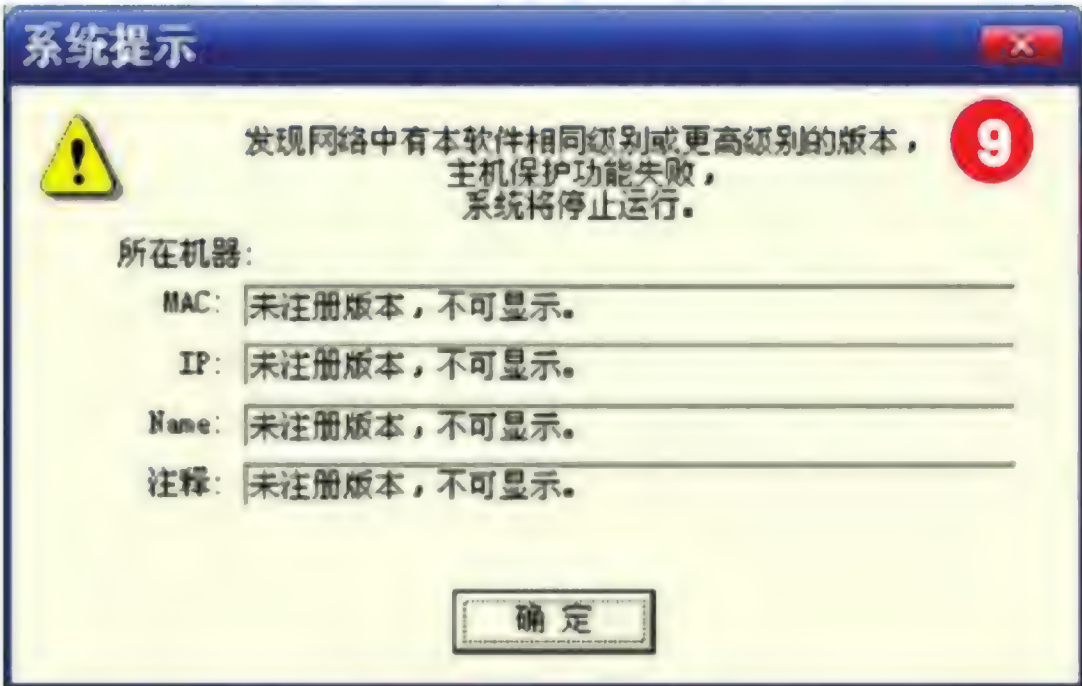 系统提示
发现网络中有本软件相同级别或更高级别的版本，
9
主机保护功能失败，
系统将停止运行。
所在机器：
MAC: 未注册版本，不可显示。
IP: 未注册版本，不可显示。
Name: 未注册版本，不可显示。
注释: 未注册版本，不可显示。
确定